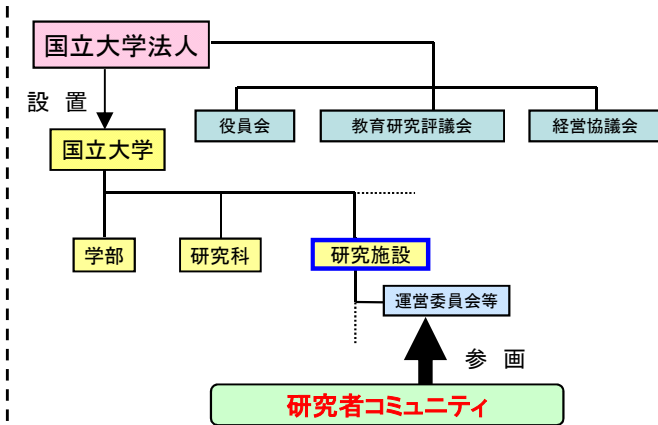 国立大学法人
設 置
役員会
教育研究評議会
経営協議会
国立大学
学部
研究科
研究施設
運営委員会等
参 画
研究者コミュニティ